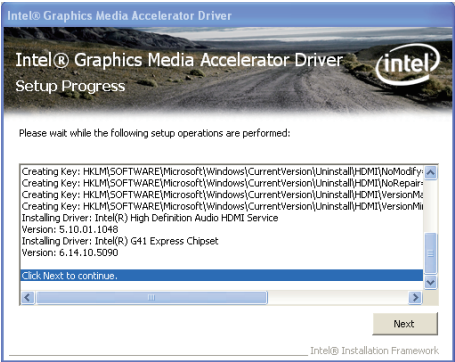 Intel® Graphics Media Accelerator Driver
Intel® Graphics Media Accelerator Driver
intel
Setup Progress
Please wait while the following setup operations are performed:
Creating Key: HKLM\SOFTWARE\Microsoft\Windows\CurrentVersion\Uninstall\HDMI\NoModify
Creating Key: HKLM\SOFTWARE\Microsoft\Windows\CurrentVersion\Uninstall\HDMI\NoRepair=
Creating Key: HKLM\SOFTWARE\Microsoft\Windows\CurrentVersion\Uninstall\HDMI\VersionMa
Creating Key: HKLM\SOFTWARE\Microsoft\Windows\CurrentVersion\Uninstall\HDMI\VersionMi
Installing Driver: Intel(R) High Definition Audio HDMI Service
Version: 5.10.01.1048
Installing Driver: Intel(R) G41 Express Chipset
Version: 6.14.10.5090
Click Next to continue.
Next
Intel® Installation Framework